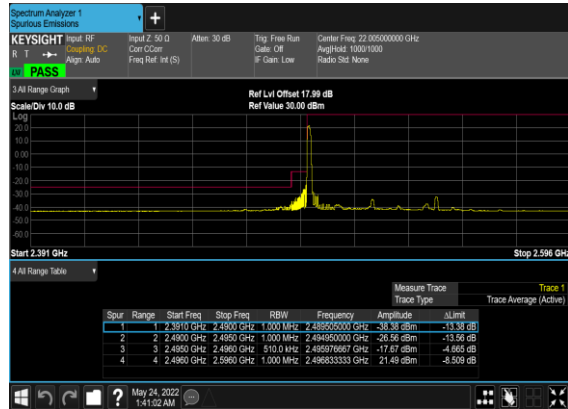 Spectrum Analyzer 1
Spurious Emissions
KEYSIGHT Input: RF Input Z: 50 Ω Atten: 30 dB Trig: Free Run Center Freq: 22.005000000 GHz
R T Coupling: DC Corr CCorr Gate: Off Avg|Hold: 1000/1000
Align: Auto Freq Ref: Int (S) IF Gain: Low Radio Std: None
PASS
3 All Range Graph Ref Lvl Offset 17.99 dB
Scale/Div 10.0 dB Ref Value 30.00 dBm
Log
20.0
10.0
0.00
-10.0
-20.0
-30.0
-40.0
-50.0
-60.0
Start 2.391 GHz Stop 2.596 GHz
4 All Range Table
Measure Trace Trace 1
Trace Type Trace Average (Active)
Spur Range Start Freq Stop Freq RBW Frequency Amplitude ΔLimit
1 1 2.3910 GHz 2.4900 GHz 1.000 MHz 2.489505000 GHz -38.38 dBm -13.38 dB
2 2 2.4900 GHz 2.4950 GHz 1.000 MHz 2.494950000 GHz -26.56 dBm -13.56 dB
3 3 2.4950 GHz 2.4960 GHz 510.0 kHz 2.495976667 GHz -17.67 dBm -4.665 dB
4 4 2.4960 GHz 2.5960 GHz 1.000 MHz 2.496833333 GHz 21.49 dBm -8.509 dB
? May 24, 2022
1:41:02 AM